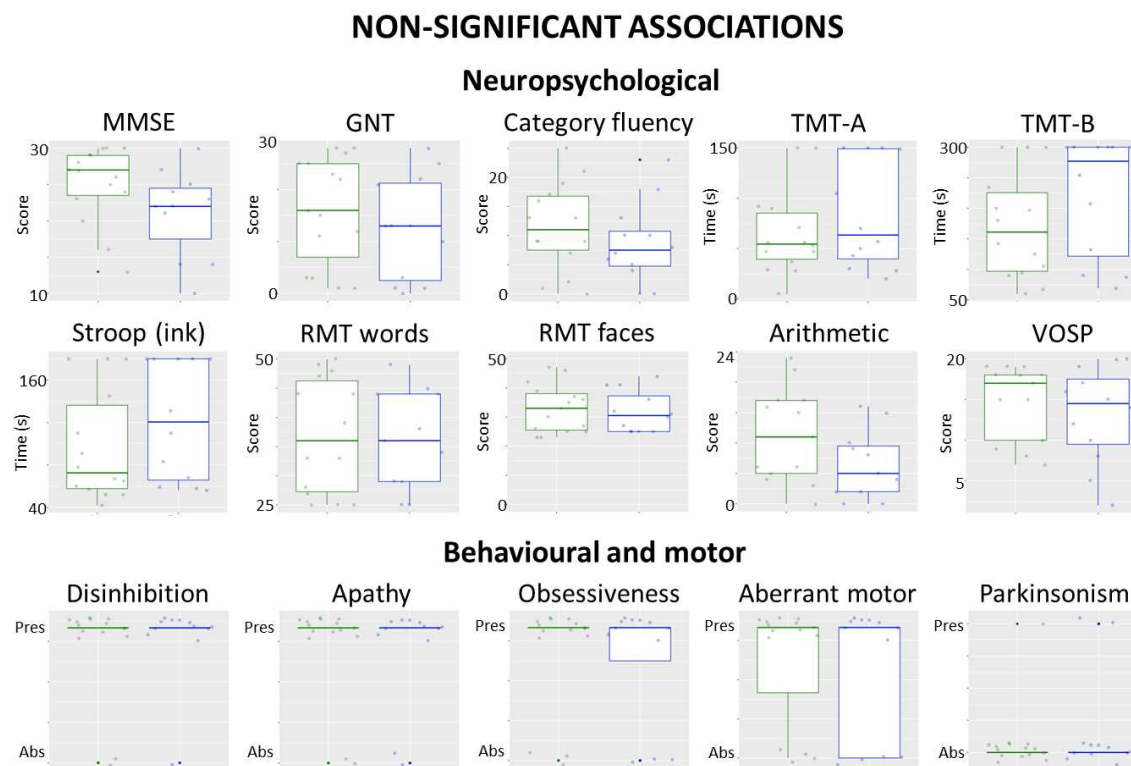 NON-SIGNIFICANT ASSOCIATIONS
Neuropsychological
MMSE
GNT
Category fluency
TMT-A
TMT-B
30
Score
10
30
Score
0
20
Score
0
150
Time (s)
0
300
Time (s)
50
Stroop (ink)
RMT words
RMT faces
Arithmetic
VOSP
160
Time (s)
40
50
Score
25
50
Score
0
24
Score
0
20
Score
5
Behavioural and motor
Disinhibition
Apathy
Obsessiveness
Aberrant motor
Parkinsonism
Pres
Abs
Pres
Abs
Pres
Abs
Pres
Abs
Pres
Abs